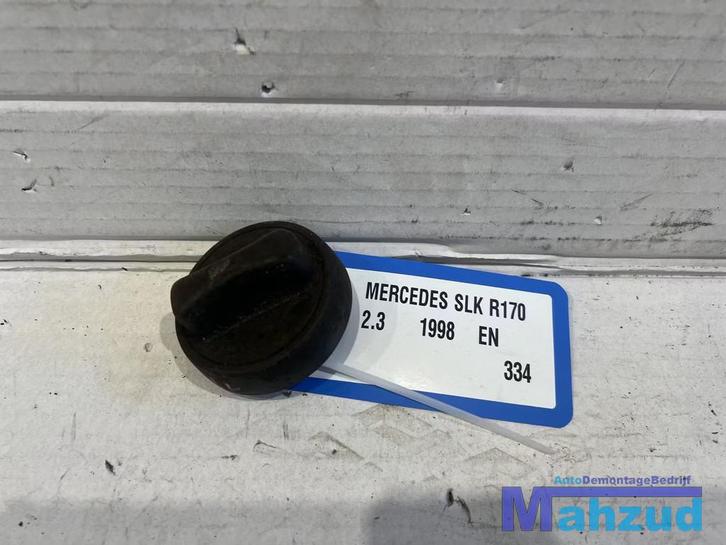 MERCEDES SLK R170
2.3 1998 EN
334
AutoDemontageBedrijf
Mahzud